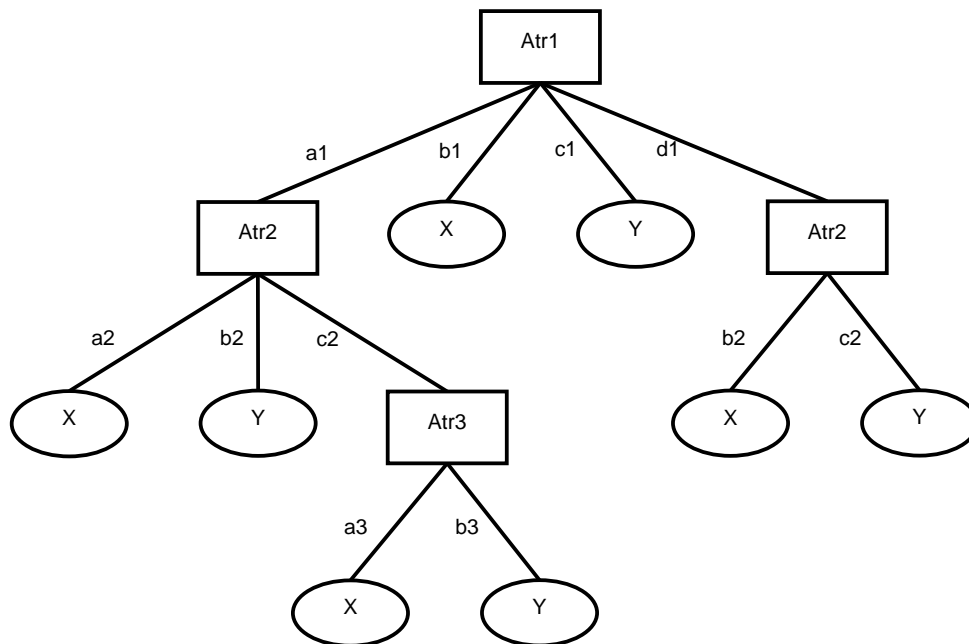 Atr1
a1
b1
c1
d1
Atr2
X
Y
Atr2
a2
b2
c2
b2
c2
X
Y
Atr3
X
Y
a3
b3
X
Y